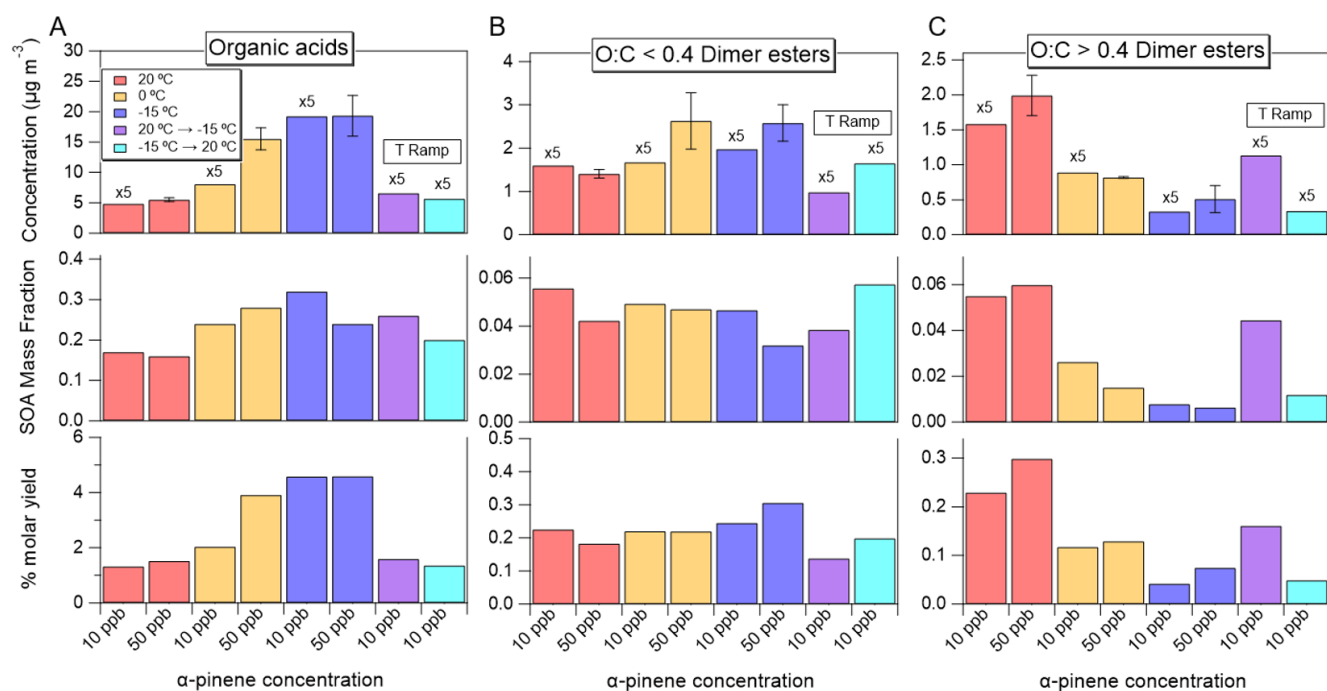 A
Organic acids
Concentration (µg m⁻³)
30
25
20
15
10
5
0
20 ºC
0 ºC
-15 ºC
20 ºC → -15 ºC
-15 ºC → 20 ºC
x5
x5
x5
T Ramp
x5
x5
SOA Mass Fraction
0.4
0.3
0.2
0.1
0.0
% molar yield
6
4
2
0
10 ppb
50 ppb
10 ppb
50 ppb
10 ppb
50 ppb
10 ppb
10 ppb
α-pinene concentration
B
O:C < 0.4 Dimer esters
4
3
2
1
0
x5
x5
x5
T Ramp
x5
x5
0.06
0.04
0.02
0.00
0.5
0.4
0.3
0.2
0.1
0.0
10 ppb
50 ppb
10 ppb
50 ppb
10 ppb
50 ppb
10 ppb
10 ppb
α-pinene concentration
C
O:C > 0.4 Dimer esters
2.5
2.0
1.5
1.0
0.5
0.0
x5
x5
x5
T Ramp
x5
x5
0.06
0.04
0.02
0.00
0.3
0.2
0.1
0.0
10 ppb
50 ppb
10 ppb
50 ppb
10 ppb
50 ppb
10 ppb
10 ppb
α-pinene concentration